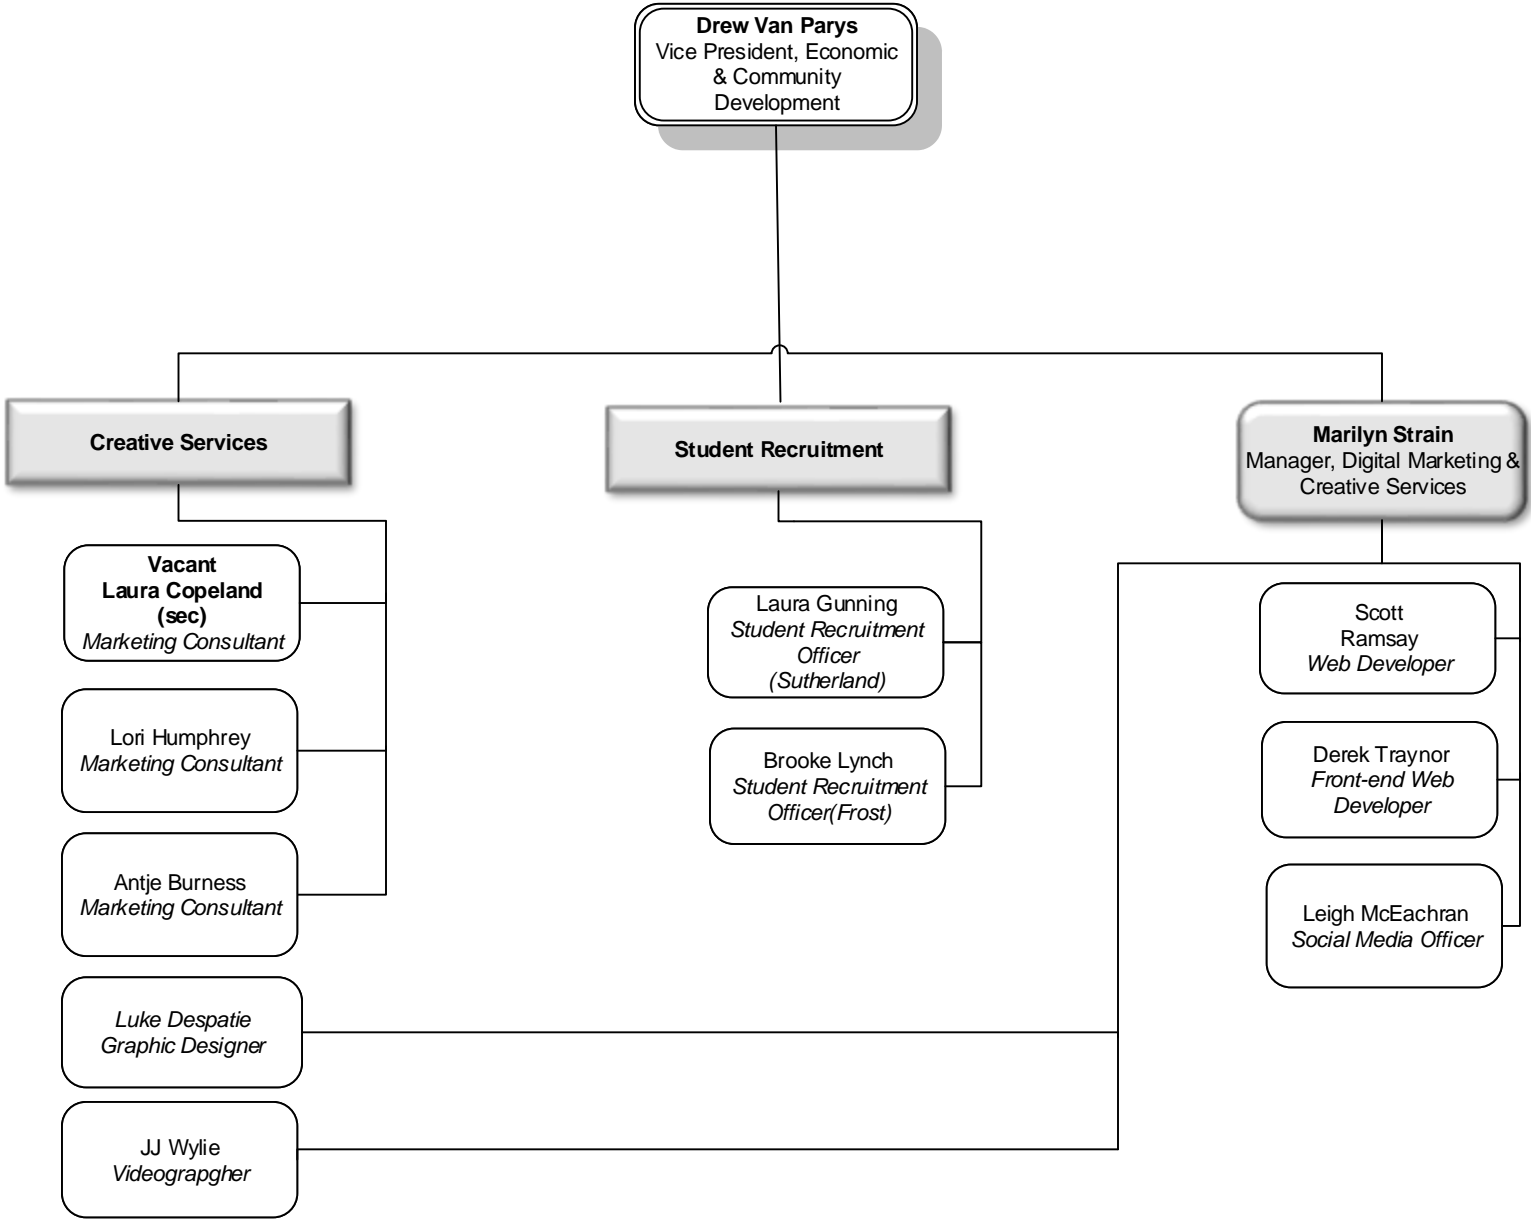 Drew Van Parys
Vice President, Economic
& Community
Development
Creative Services
Student Recruitment
Marilyn Strain
Manager, Digital Marketing &
Creative Services
Vacant
Laura Copeland
(sec)
Marketing Consultant
Lori Humphrey
Marketing Consultant
Antje Burness
Marketing Consultant
Luke Despatie
Graphic Designer
JJ Wylie
Videograpgher
Laura Gunning
Student Recruitment
Officer
(Sutherland)
Brooke Lynch
Student Recruitment
Officer(Frost)
Scott
Ramsay
Web Developer
Derek Traynor
Front-end Web
Developer
Leigh McEachran
Social Media Officer